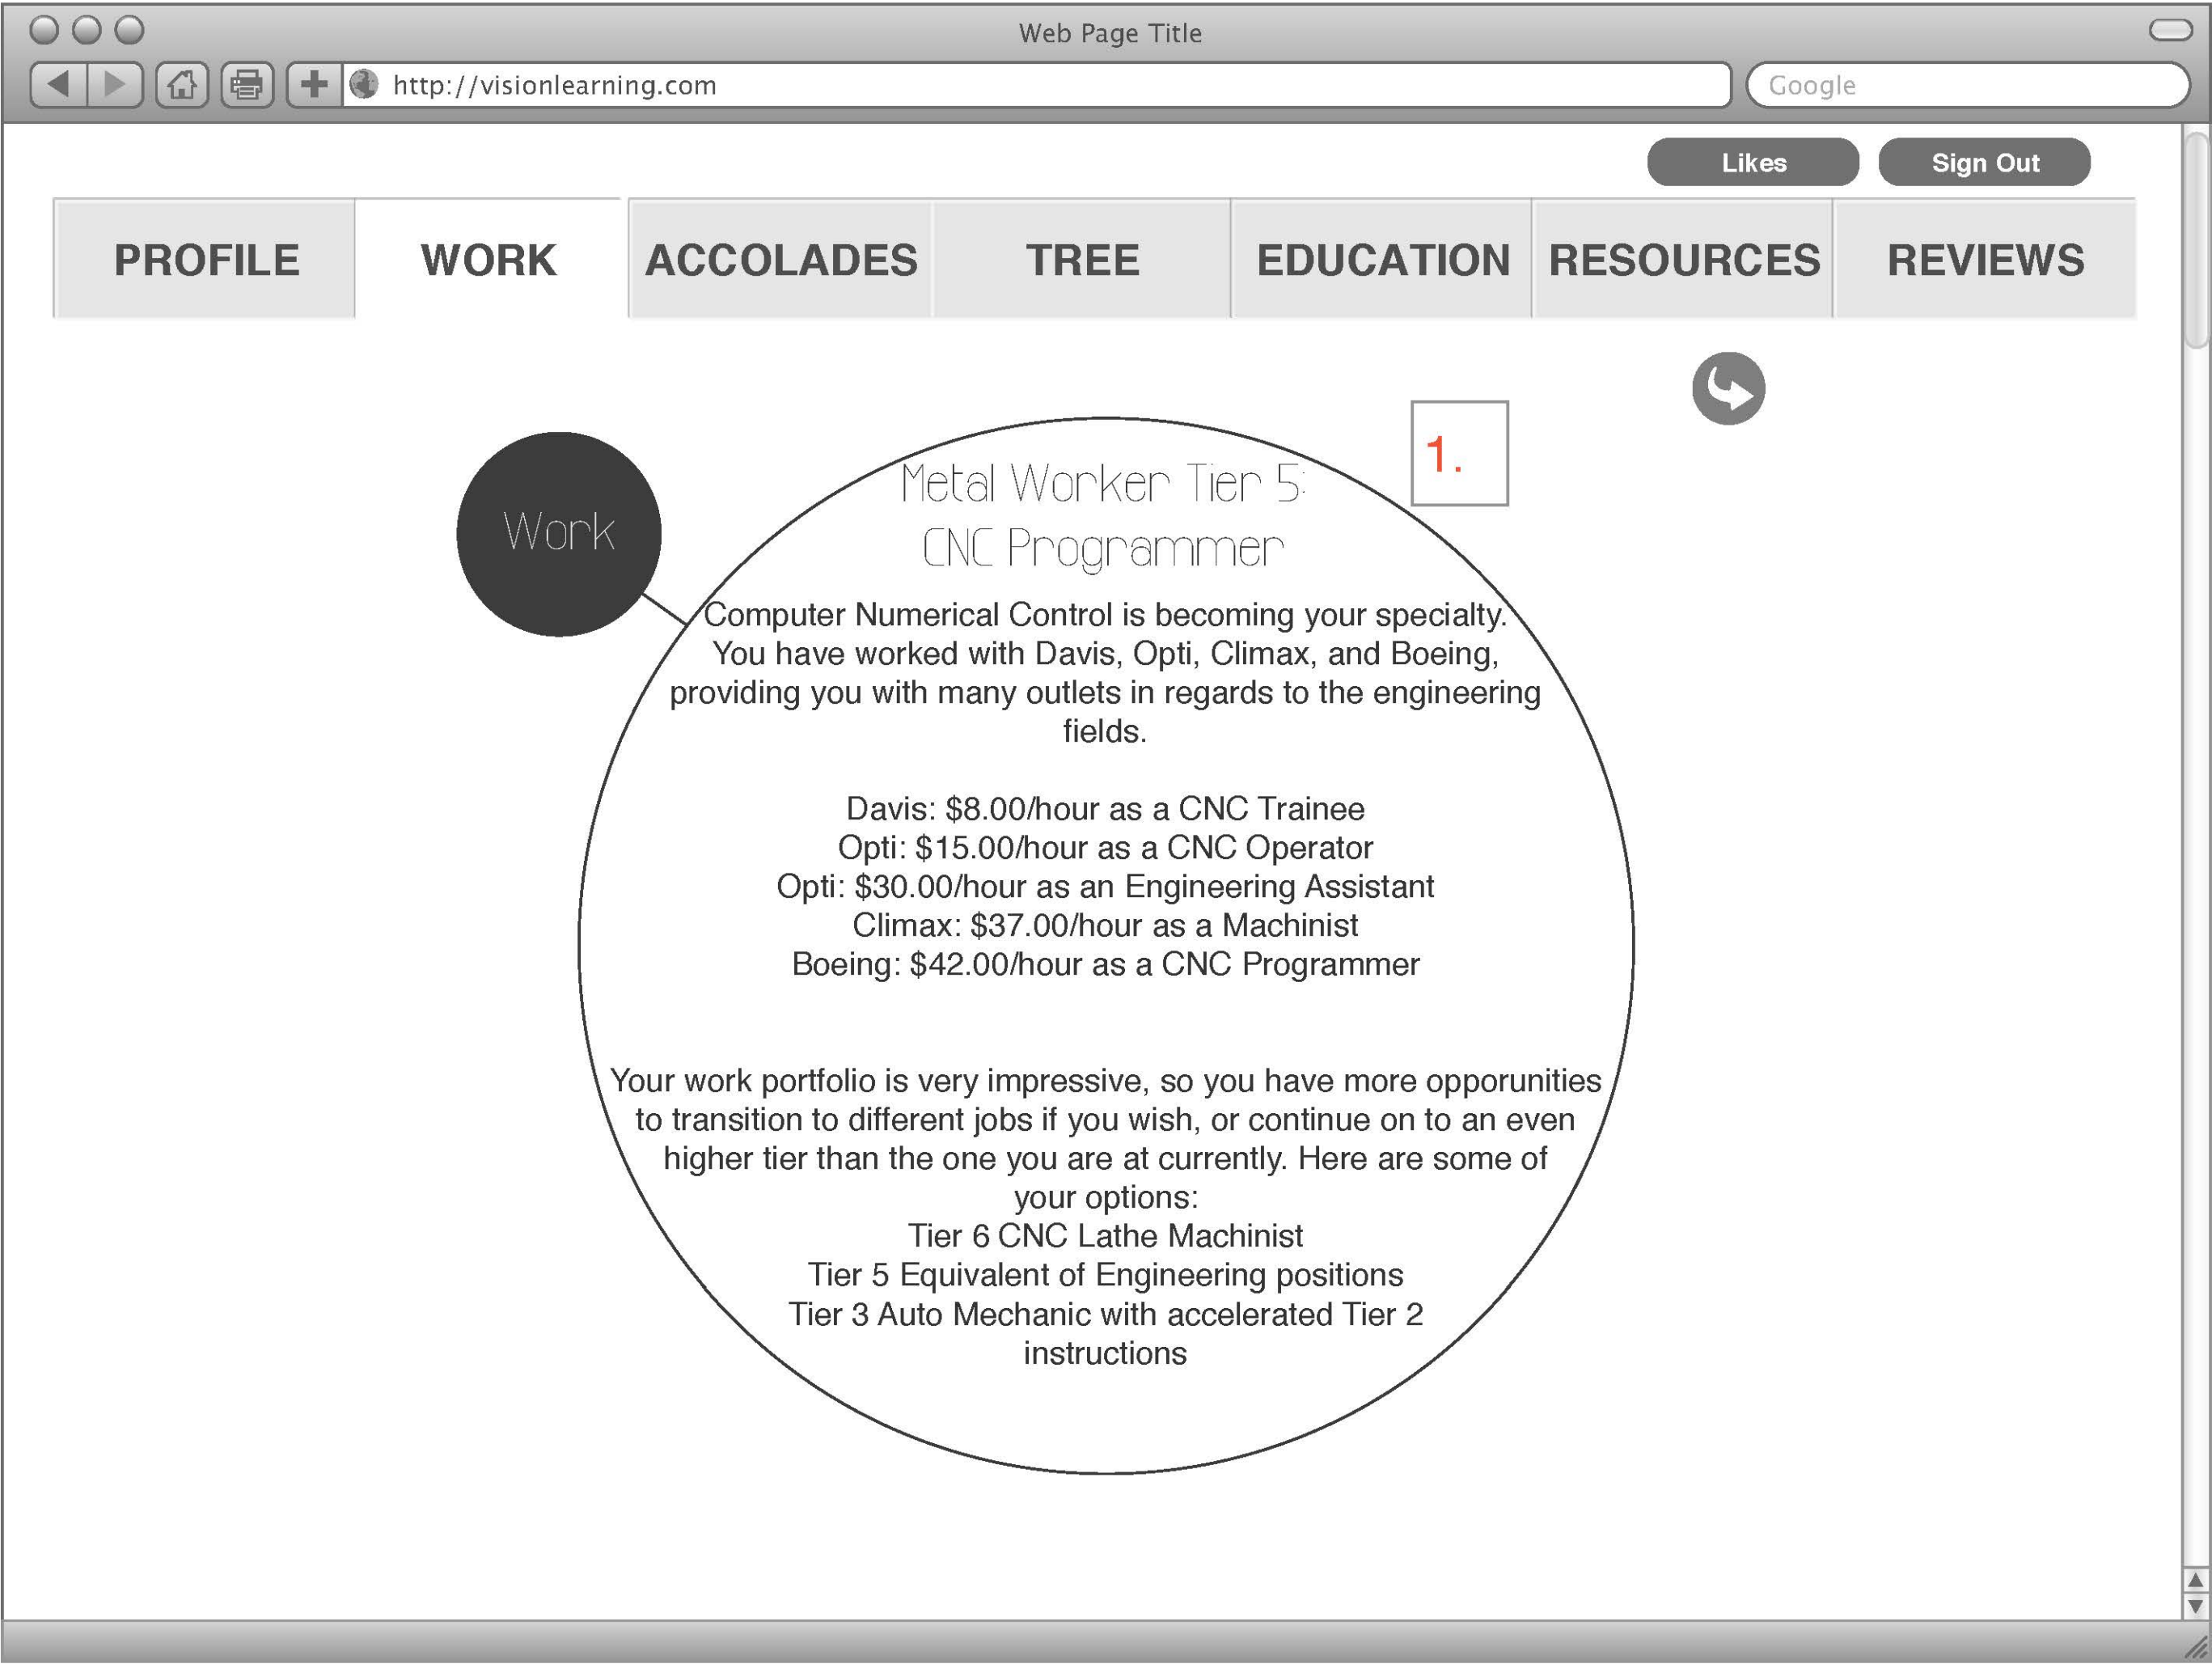 Web Page Title
http://visionlearning.com
Google
Likes
Sign Out
PROFILE
WORK
ACCOLADES
TREE
EDUCATION
RESOURCES
REVIEWS
1.
Work
Metal Worker Tier 5:
CNC Programmer
Computer Numerical Control is becoming your specialty.
You have worked with Davis, Opti, Climax, and Boeing,
providing you with many outlets in regards to the engineering
fields.
Davis: $8.00/hour as a CNC Trainee
Opti: $15.00/hour as a CNC Operator
Opti: $30.00/hour as an Engineering Assistant
Climax: $37.00/hour as a Machinist
Boeing: $42.00/hour as a CNC Programmer
Your work portfolio is very impressive, so you have more opporunities
to transition to different jobs if you wish, or continue on to an even
higher tier than the one you are at currently. Here are some of
your options:
Tier 6 CNC Lathe Machinist
Tier 5 Equivalent of Engineering positions
Tier 3 Auto Mechanic with accelerated Tier 2
instructions